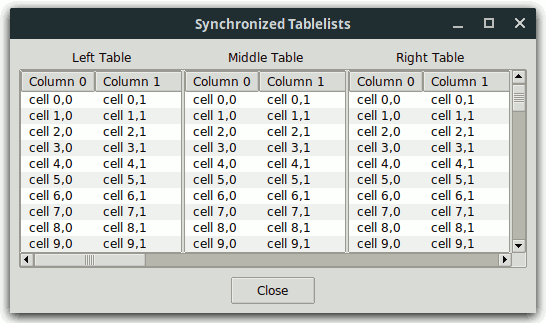 Synchronized Tablelists
Left Table Middle Table Right Table
Column 0 Column 1 Column 0 Column 1 Column 0 Column 1
cell 0,0 cell 0,1 cell 0,0 cell 0,1 cell 0,0 cell 0,1
cell 1,0 cell 1,1 cell 1,0 cell 1,1 cell 1,0 cell 1,1
cell 2,0 cell 2,1 cell 2,0 cell 2,1 cell 2,0 cell 2,1
cell 3,0 cell 3,1 cell 3,0 cell 3,1 cell 3,0 cell 3,1
cell 4,0 cell 4,1 cell 4,0 cell 4,1 cell 4,0 cell 4,1
cell 5,0 cell 5,1 cell 5,0 cell 5,1 cell 5,0 cell 5,1
cell 6,0 cell 6,1 cell 6,0 cell 6,1 cell 6,0 cell 6,1
cell 7,0 cell 7,1 cell 7,0 cell 7,1 cell 7,0 cell 7,1
cell 8,0 cell 8,1 cell 8,0 cell 8,1 cell 8,0 cell 8,1
cell 9,0 cell 9,1 cell 9,0 cell 9,1 cell 9,0 cell 9,1
Close